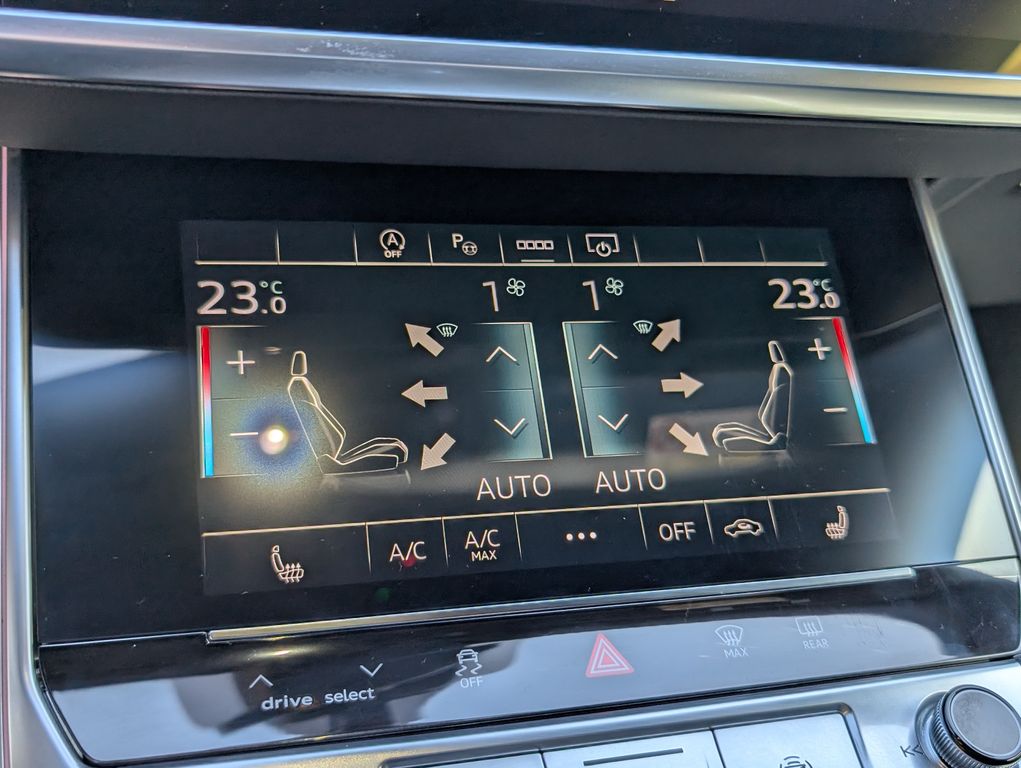 A OFF P
23.0 °C 1 1 23.0 °C
+ +
- -
AUTO AUTO
A/C A/C MAX ••• OFF
drive select OFF MAX REAR